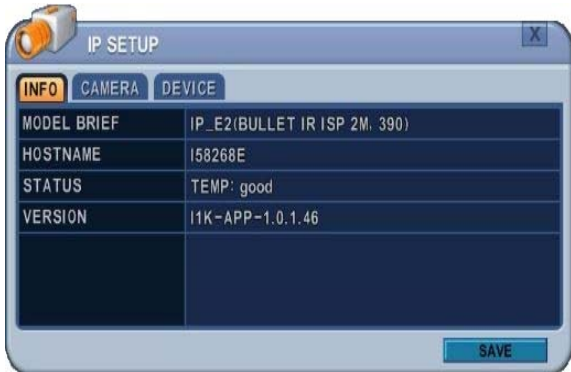 IP SETUP
X
INFO CAMERA DEVICE
MODEL BRIEF IP_E2(BULLET IR ISP 2M, 390)
HOSTNAME I58268E
STATUS TEMP: good
VERSION I1K-APP-1.0.1.46
SAVE